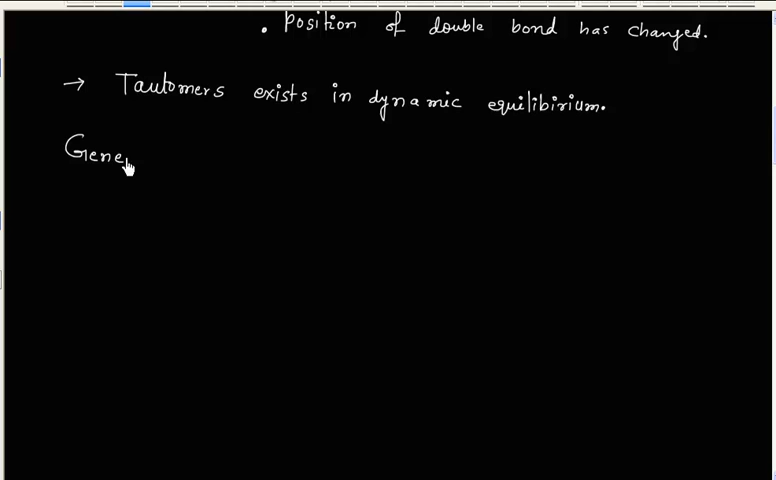 . Position of double bond has changed.
→ Tautomers exists in dynamic equilibirium.
Gene